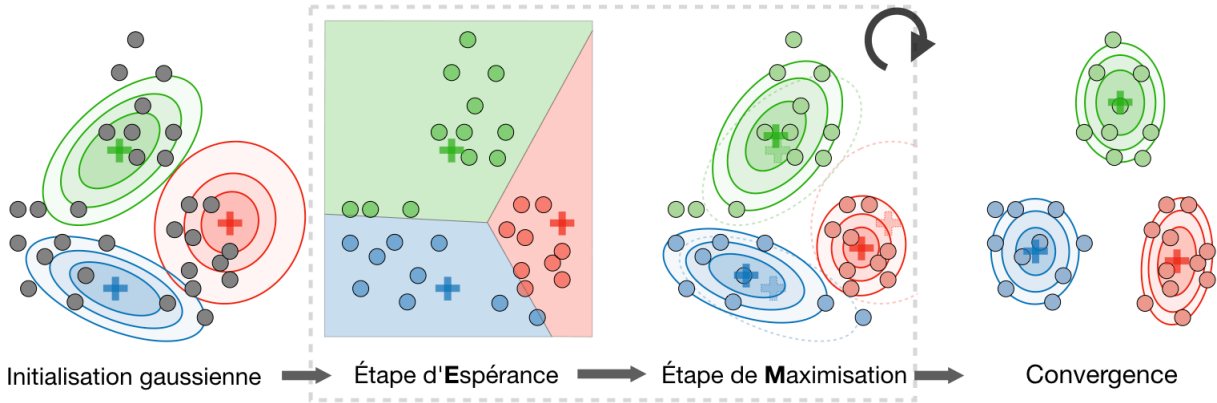 Initialisation gaussienne
Étape d'Espérance
Étape de Maximisation
Convergence